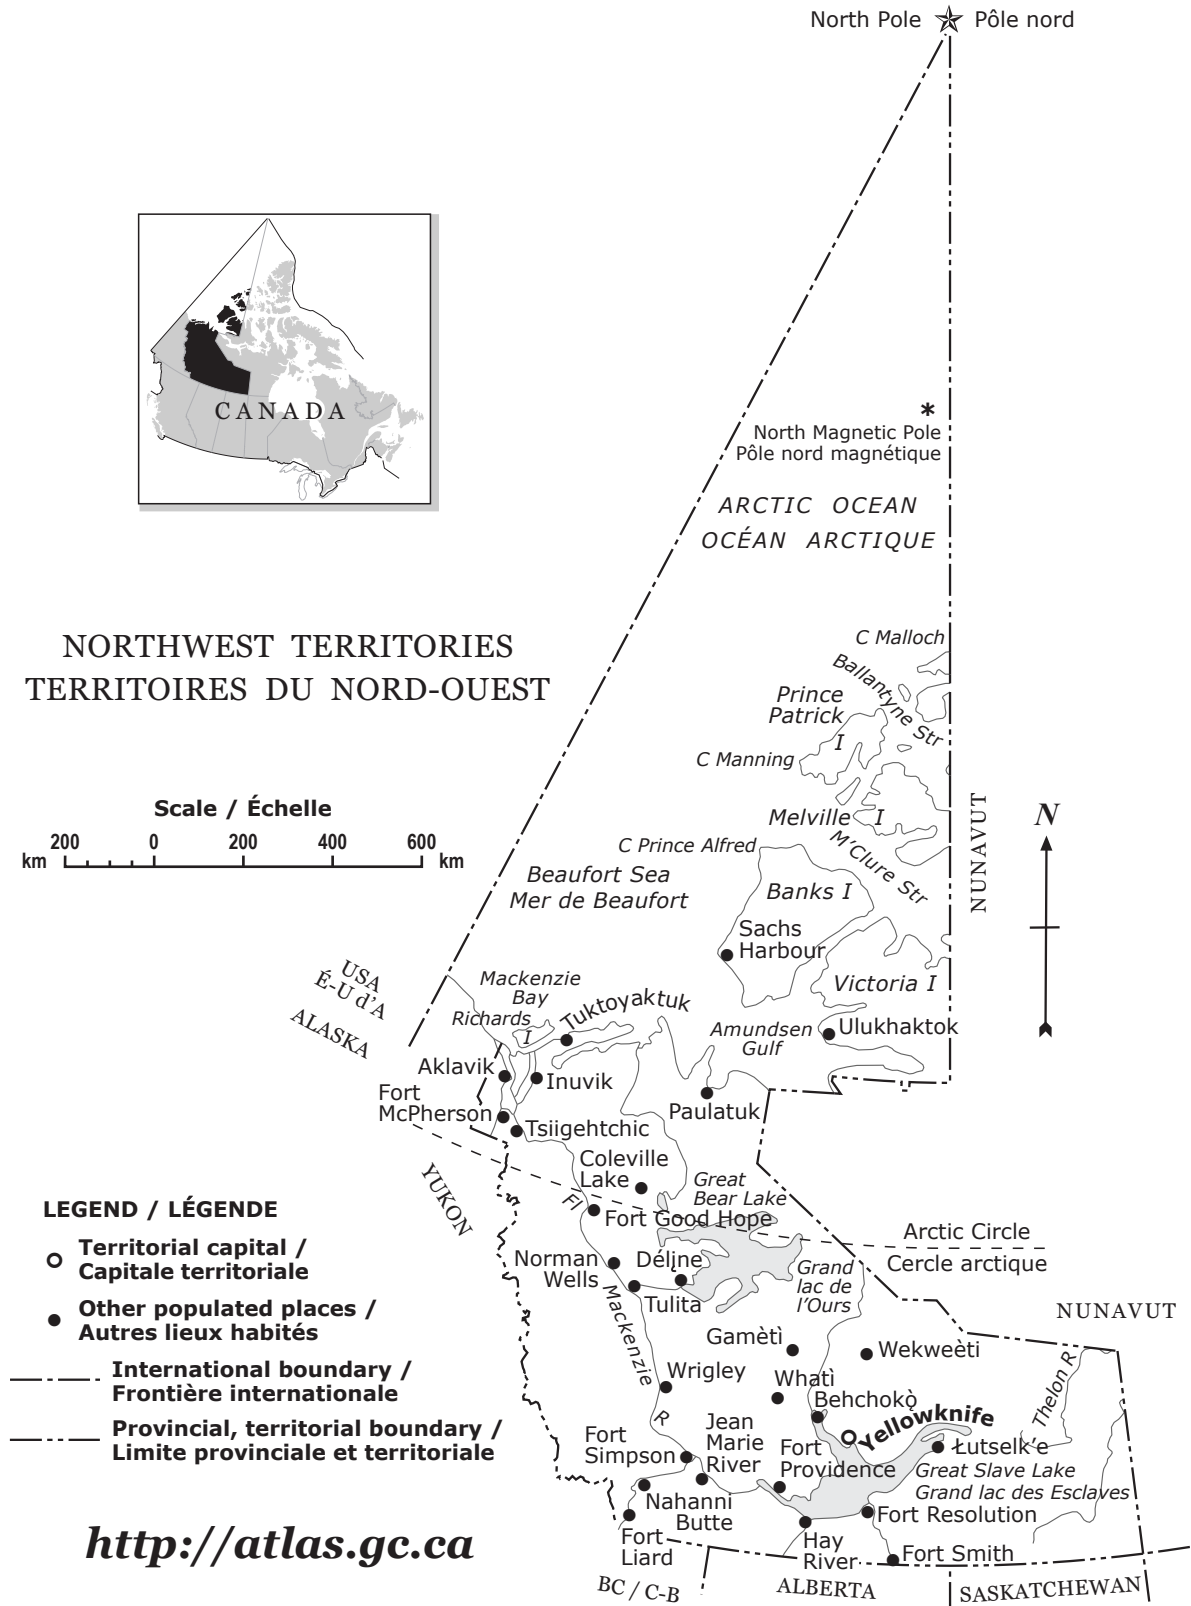 North Pole
Pôle nord
CANADA
North Magnetic Pole
Pôle nord magnétique
ARCTIC OCEAN
OCÉAN ARCTIQUE
NORTHWEST TERRITORIES
TERRITOIRES DU NORD-OUEST
C Malloch
Ballantyne Str
Prince
Patrick
I
C Manning
Melville I
M'Clure Str
NUNAVUT
N
Scale / Échelle
200 0 200 400 600
km km
C Prince Alfred
Beaufort Sea
Mer de Beaufort
Banks I
Sachs
Harbour
Victoria I
USA
É-U d'A
ALASKA
Mackenzie
Bay
Richards
I
Tuktoyaktuk
Amundsen
Gulf
Ulukhaktok
Aklavik
Inuvik
Fort
McPherson
Paulatuk
Tsiigehtchic
YUKON
Coleville
Lake
Great
Bear Lake
Fl
Fort Good Hope
Arctic Circle
Cercle arctique
Norman
Wells
Déljne
Grand
lac de
l'Ours
Tulita
Mackenzie
R
NUNAVUT
Gamètì
Wekweètì
Wrigley
Whatì
Behchokǫ̀
Thelon R
Yellowknife
Jean
Marie
River
Fort
Simpson
Fort
Providence
Łutselk'e
Great Slave Lake
Grand lac des Esclaves
Nahanni
Butte
Fort Resolution
Fort
Liard
Hay
River
Fort Smith
BC / C-B
ALBERTA
SASKATCHEWAN
LEGEND / LÉGENDE
Territorial capital /
Capitale territoriale
Other populated places /
Autres lieux habités
International boundary /
Frontière internationale
Provincial, territorial boundary /
Limite provinciale et territoriale
http://atlas.gc.ca